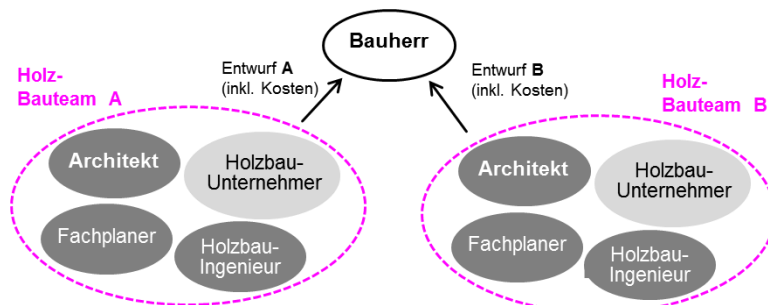 Bauherr
Holz-
Bauteam A
Entwurf A
(inkl. Kosten)
Entwurf B
(inkl. Kosten)
Holz-
Bauteam B
Architekt
Holzbau-
Unternehmer
Fachplaner
Holzbau-
Ingenieur
Architekt
Holzbau-
Unternehmer
Fachplaner
Holzbau-
Ingenieur